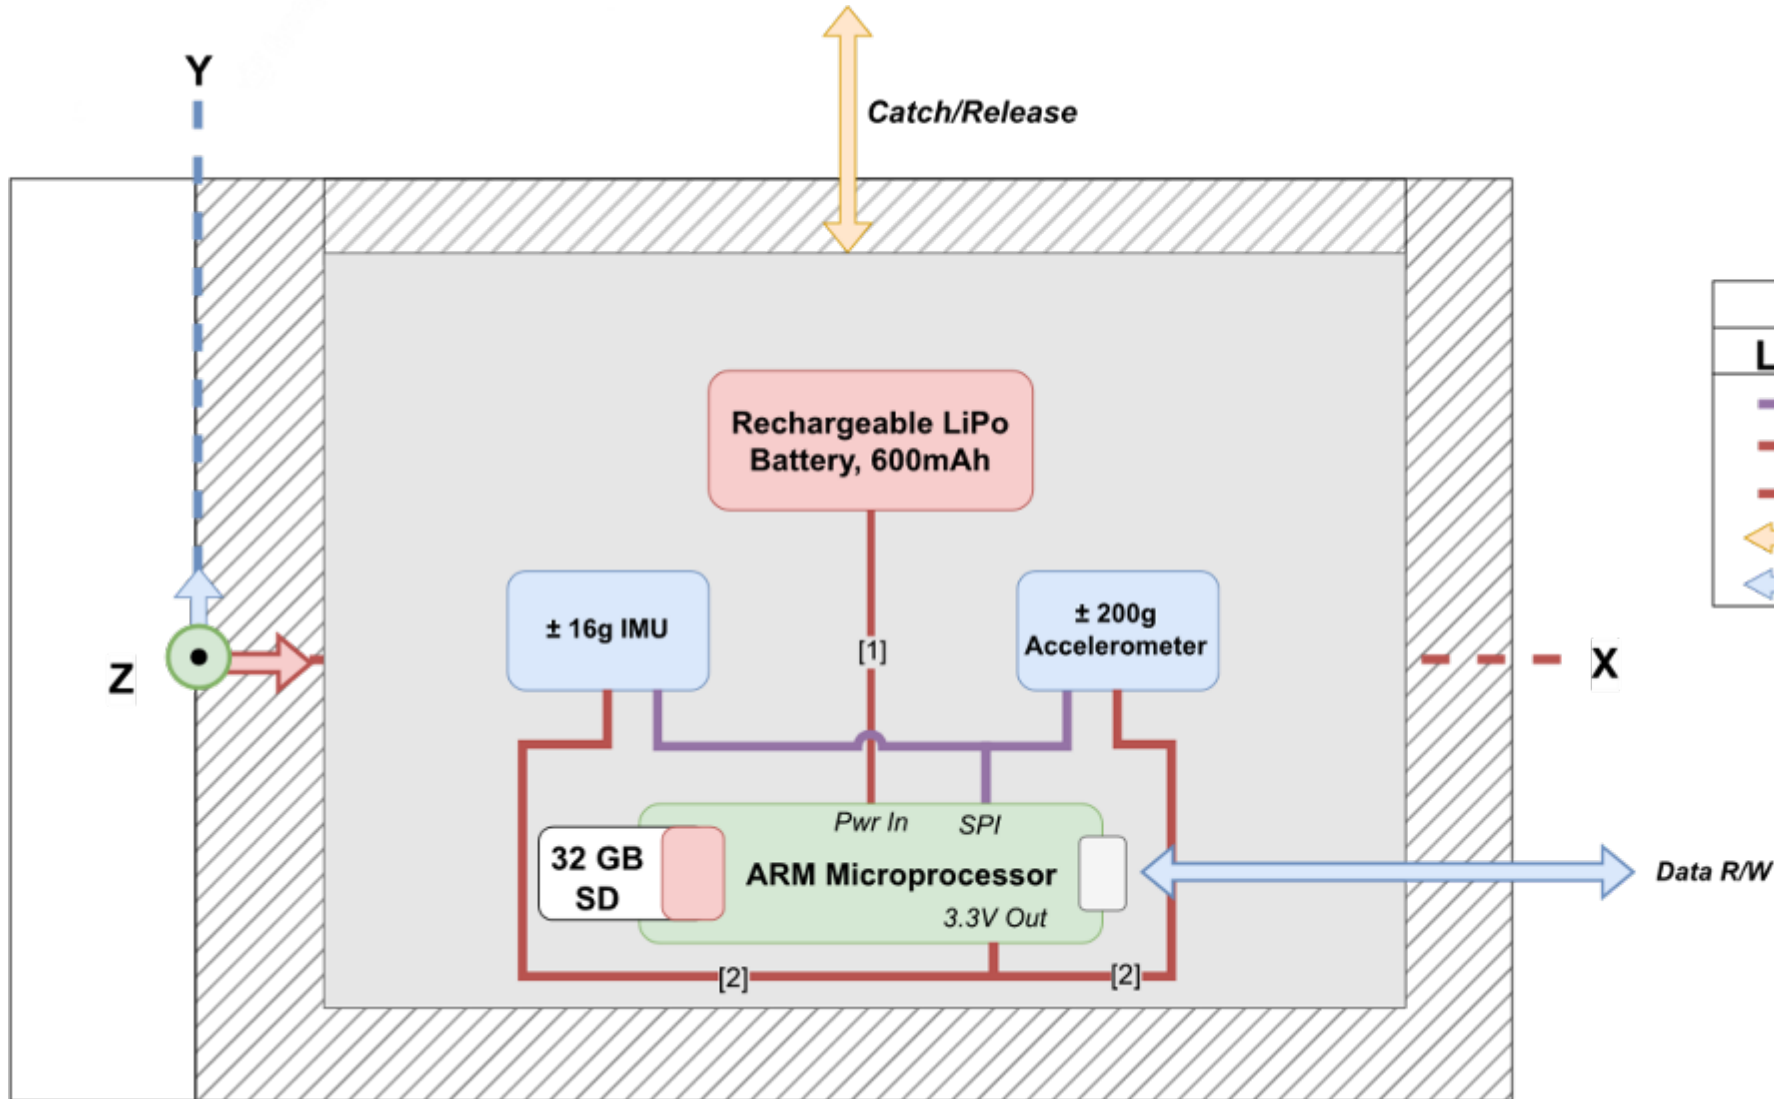 Y
Catch/Release
L
Rechargeable LiPo
Battery, 600mAh
± 16g IMU
± 200g
Accelerometer
[1]
Z
X
Pwr In
SPI
32 GB
SD
ARM Microprocessor
Data R/W
3.3V Out
[2]
[2]